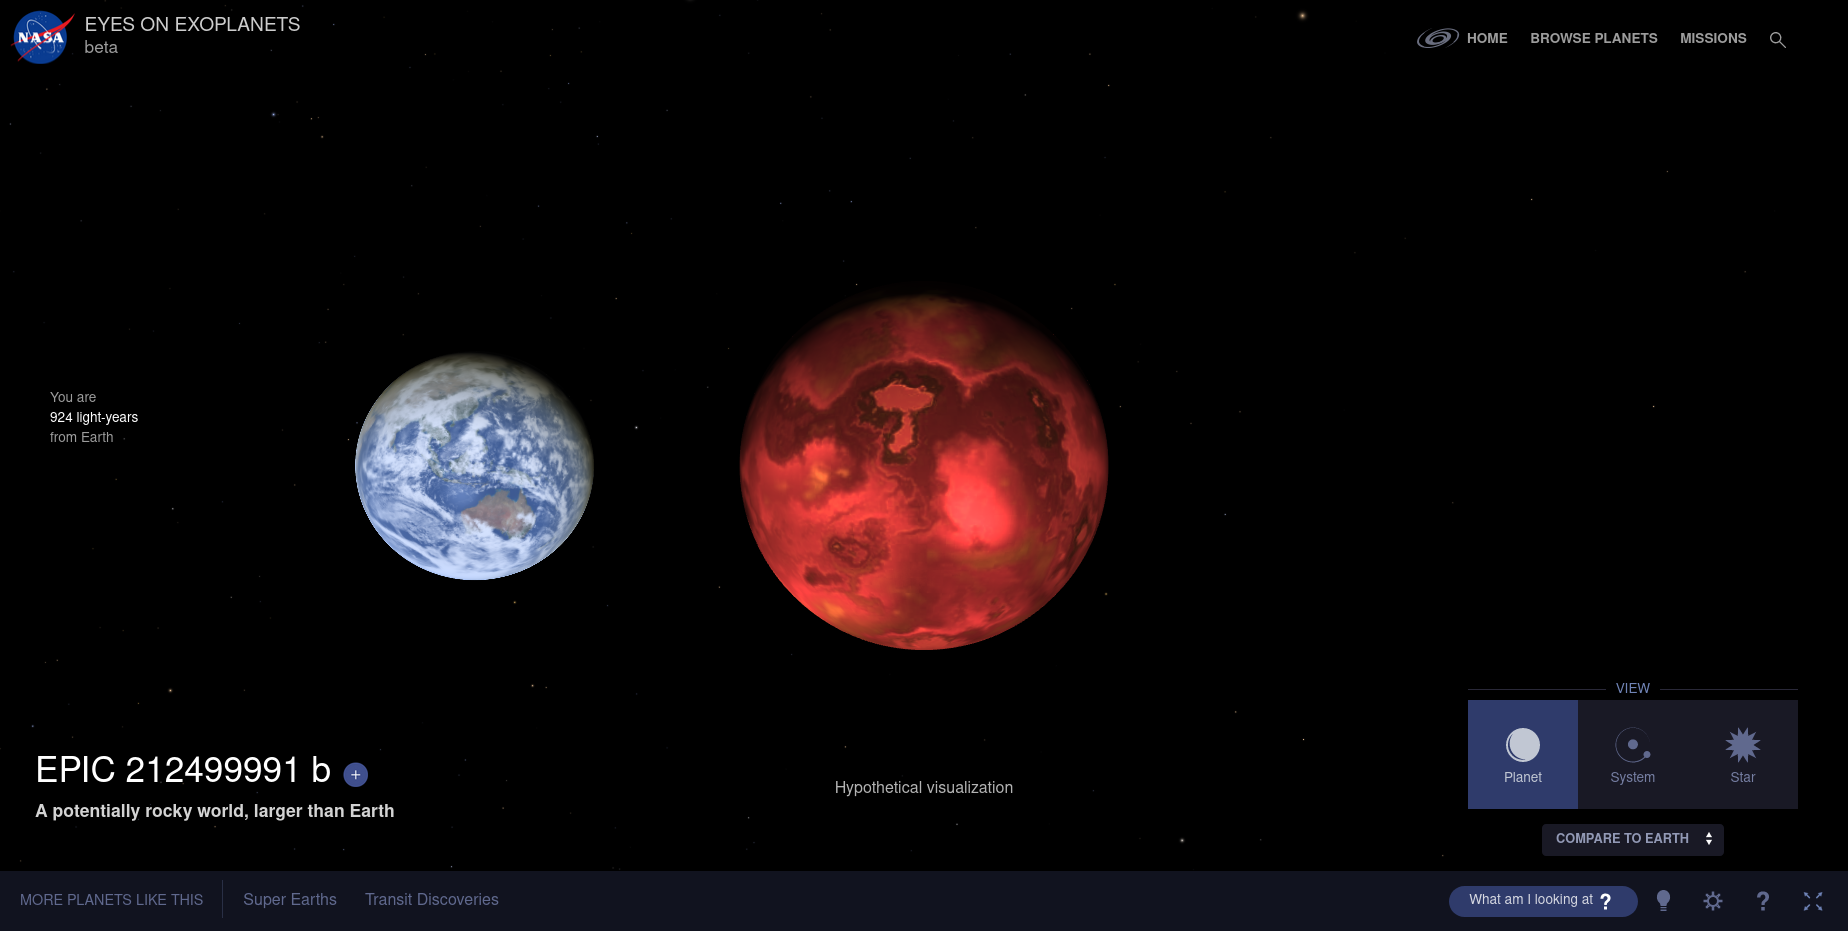 NASA
EYES ON EXOPLANETS
beta
HOME
BROWSE PLANETS
MISSIONS
You are
924 light-years
from Earth
EPIC 212499991 b
A potentially rocky world, larger than Earth
Hypothetical visualization
VIEW
Planet
System
Star
COMPARE TO EARTH
MORE PLANETS LIKE THIS
Super Earths
Transit Discoveries
What am I looking at ?
?